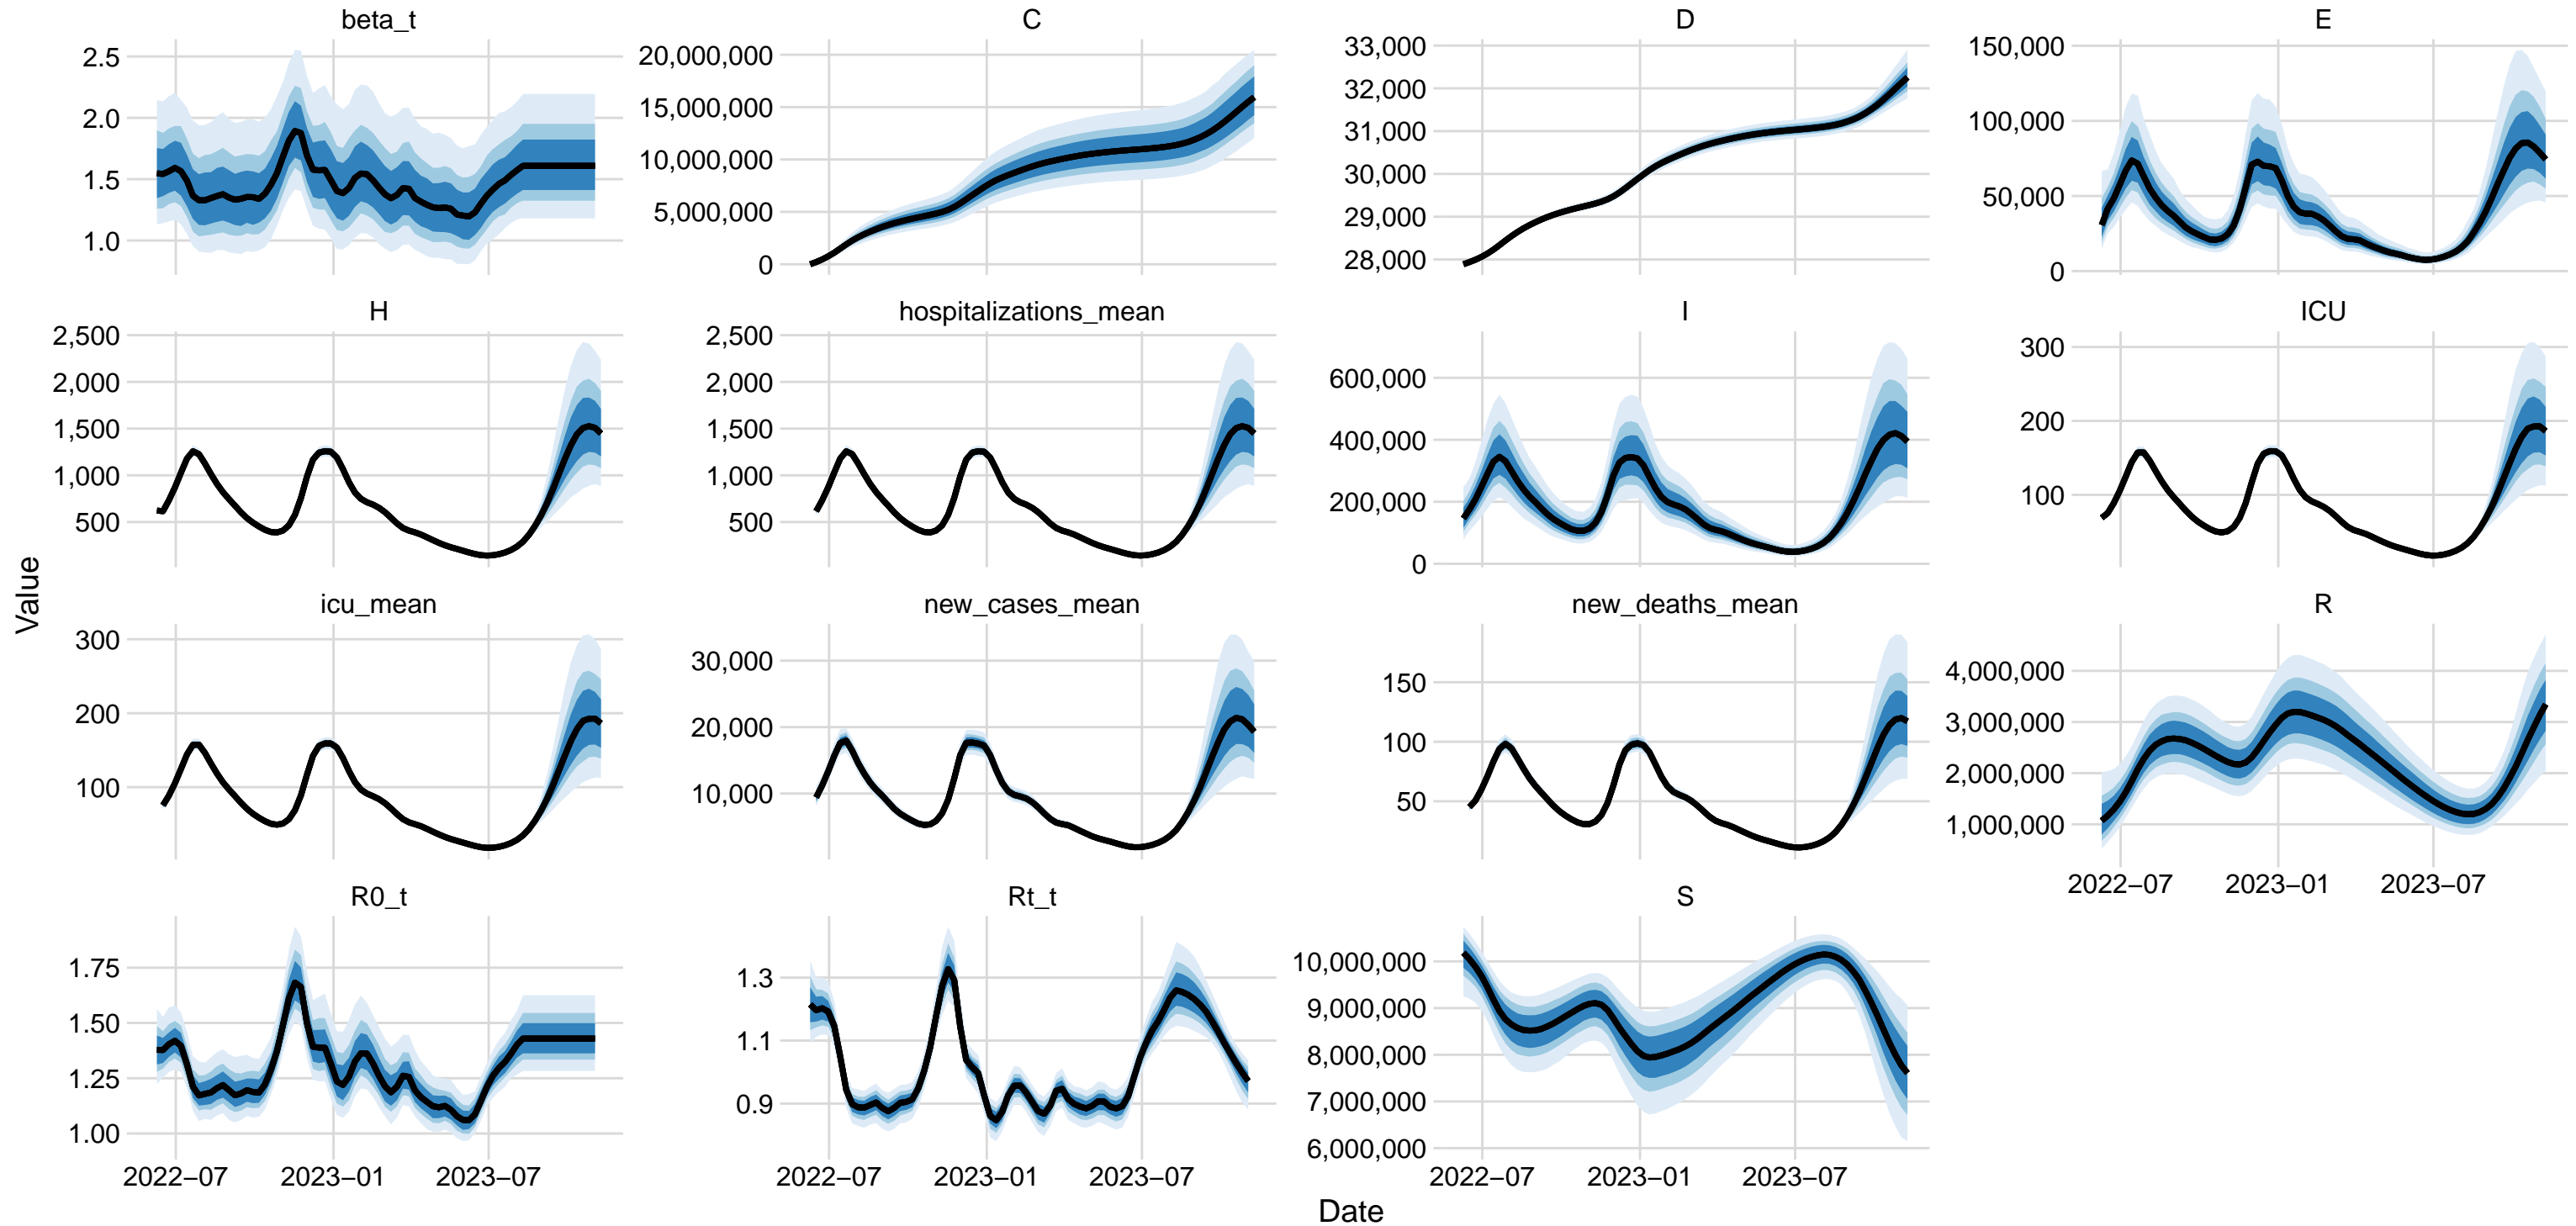 beta_t
C
D
E
2.5
2.0
1.5
1.0
20,000,000
15,000,000
10,000,000
5,000,000
0
33,000
32,000
31,000
30,000
29,000
28,000
150,000
100,000
50,000
0
H
hospitalizations_mean
I
ICU
2,500
2,000
1,500
1,000
500
2,500
2,000
1,500
1,000
500
600,000
400,000
200,000
0
300
200
100
Value
icu_mean
new_cases_mean
new_deaths_mean
R
300
200
100
30,000
20,000
10,000
150
100
50
4,000,000
3,000,000
2,000,000
1,000,000
2022−07 2023−01 2023−07
R0_t
Rt_t
S
1.75
1.50
1.25
1.00
1.3
1.1
0.9
10,000,000
9,000,000
8,000,000
7,000,000
6,000,000
2022−07 2023−01 2023−07
2022−07 2023−01 2023−07
2022−07 2023−01 2023−07
Date